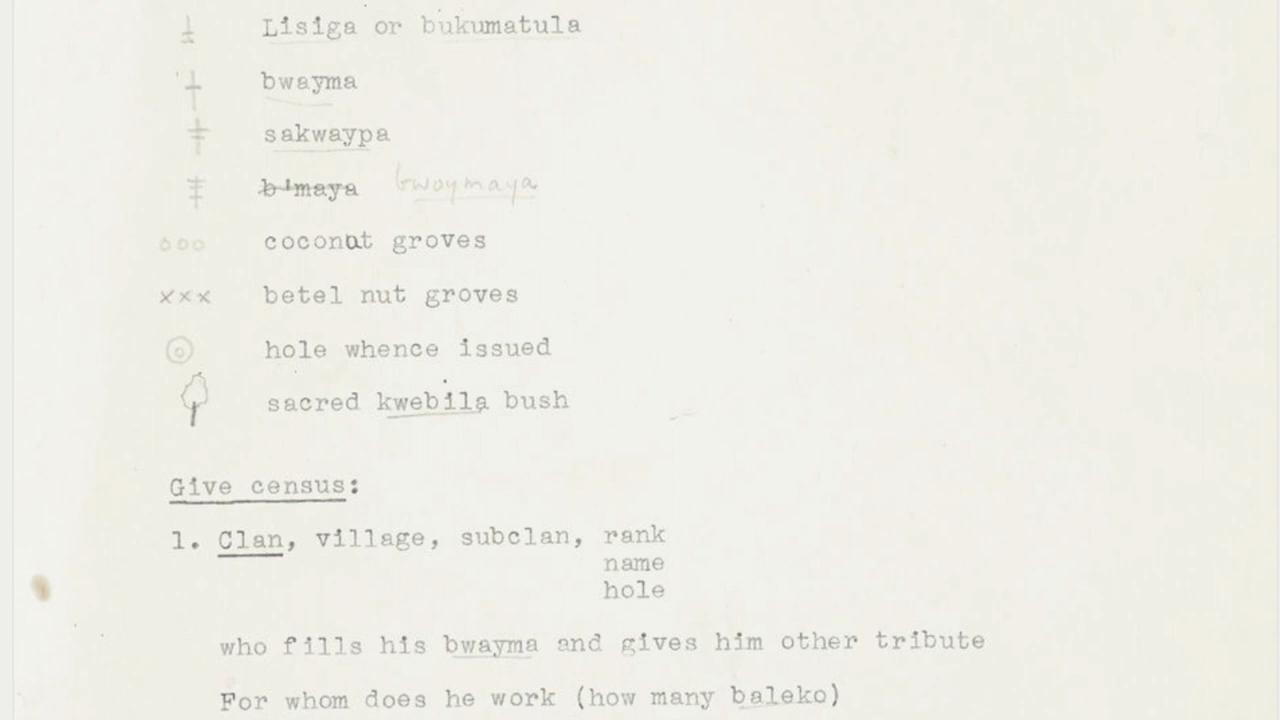 Lisiga or bukumatula
bwayma
sakwaypa
b'maya bwoymaya
coconut groves
xxx betel nut groves
hole whence issued
sacred kwebila bush
Give census:
1. Clan, village, subclan, rank
name
hole
who fills his bwayma and gives him other tribute
For whom does he work (how many baleko)